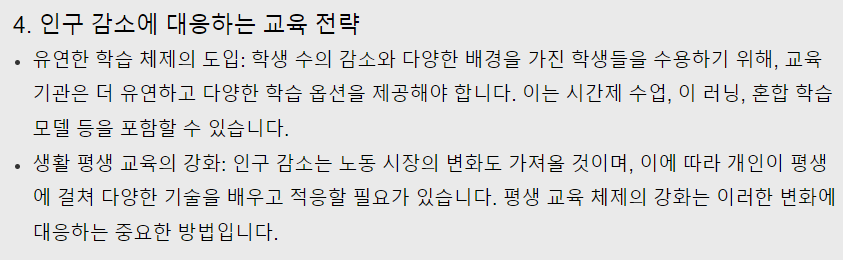 4. 인구 감소에 대응하는 교육 전략
• 유연한 학습 체제의 도입: 학생 수의 감소와 다양한 배경을 가진 학생들을 수용하기 위해, 교육
기관은 더 유연하고 다양한 학습 옵션을 제공해야 합니다. 이는 시간제 수업, 이 러닝, 혼합 학습
모델 등을 포함할 수 있습니다.
• 생활 평생 교육의 강화: 인구 감소는 노동 시장의 변화도 가져올 것이며, 이에 따라 개인이 평생
에 걸쳐 다양한 기술을 배우고 적응할 필요가 있습니다. 평생 교육 체제의 강화는 이러한 변화에
대응하는 중요한 방법입니다.